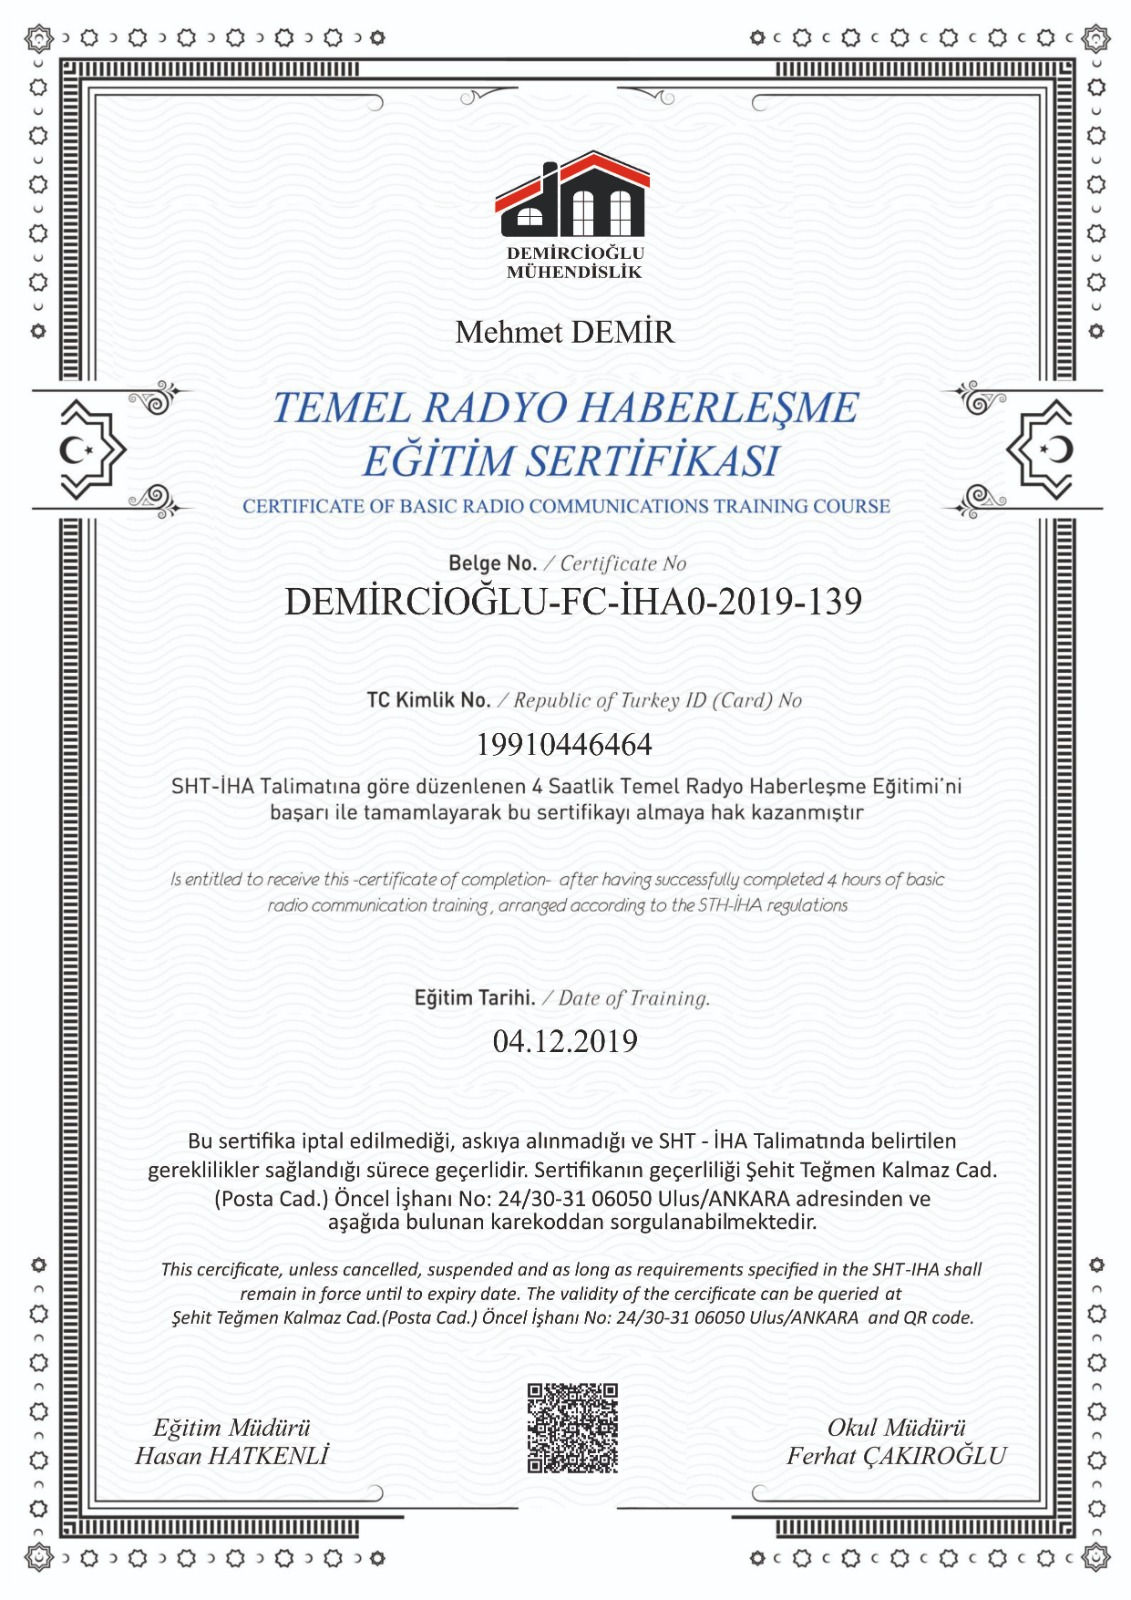 DEMİRCİOĞLU
MÜHENDİSLİK
Mehmet DEMİR
TEMEL RADYO HABERLEŞME
EĞİTİM SERTİFİKASI
CERTIFICATE OF BASIC RADIO COMMUNICATIONS TRAINING COURSE
Belge No. / Certificate No
DEMİRCİOĞLU-FC-İHA0-2019-139
TC Kimlik No. / Republic of Turkey ID (Card) No
19910446464
SHT-İHA Talimatına göre düzenlenen 4 Saatlik Temel Radyo Haberleşme Eğitimi'ni
başarı ile tamamlayarak bu sertifikayı almaya hak kazanmıştır
Is entitled to receive this -certificate of completion- after having successfully completed 4 hours of basic
radio communication training , arranged according to the STH-İHA regulations
Eğitim Tarihi. / Date of Training.
04.12.2019
Bu sertifika iptal edilmediği, askıya alınmadığı ve SHT - İHA Talimatında belirtilen
gereklilikler sağlandığı sürece geçerlidir. Sertifikanın geçerliliği Şehit Teğmen Kalmaz Cad.
(Posta Cad.) Öncel İşhanı No: 24/30-31 06050 Ulus/ANKARA adresinden ve
aşağıda bulunan karekoddan sorgulanabilmektedir.
This cercificate, unless cancelled, suspended and as long as requirements specified in the SHT-IHA shall
remain in force until to expiry date. The validity of the cercificate can be queried at
Şehit Teğmen Kalmaz Cad.(Posta Cad.) Öncel İşhanı No: 24/30-31 06050 Ulus/ANKARA and QR code.
Eğitim Müdürü
Hasan HATKENLİ
Okul Müdürü
Ferhat ÇAKIROĞLU